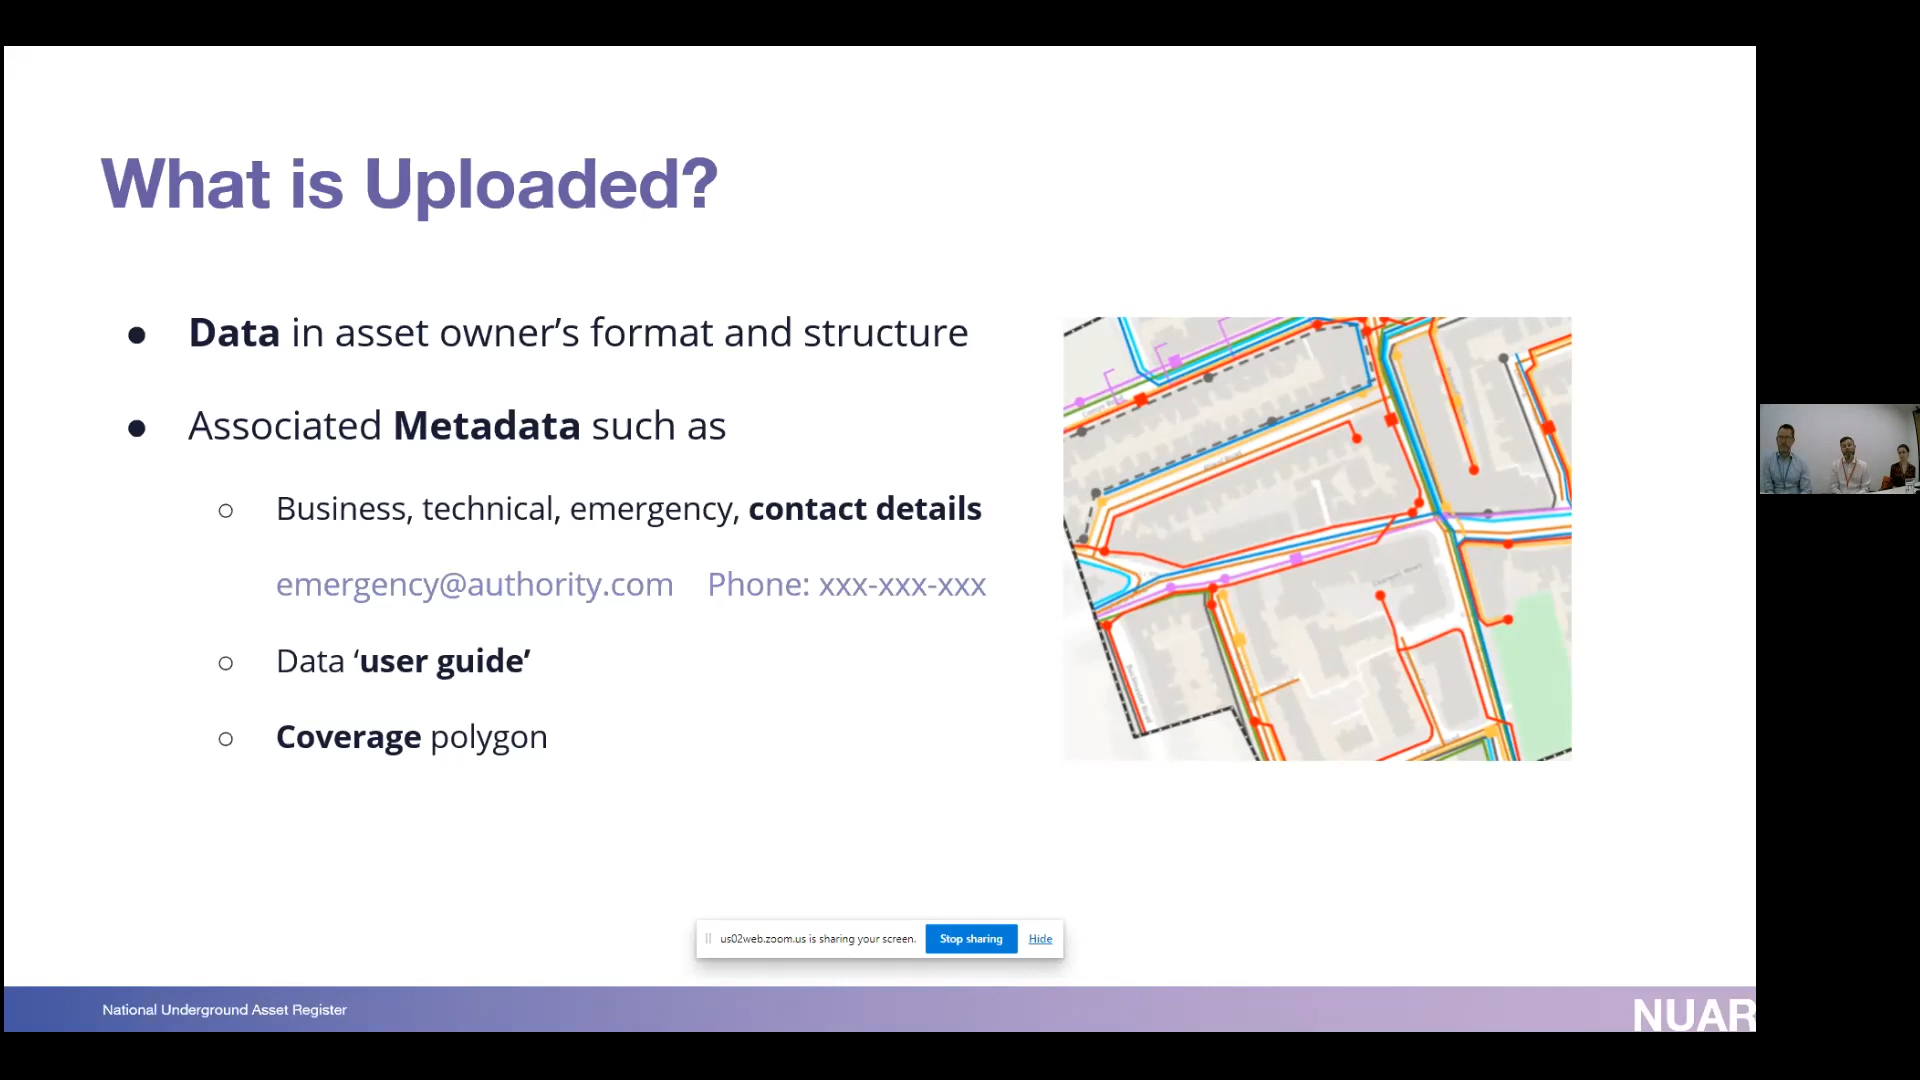 What is Uploaded?
● Data in asset owner’s format and structure
● Associated Metadata such as
○ Business, technical, emergency, contact details
emergency@authority.com Phone: xxx-xxx-xxx
○ Data ‘user guide’
○ Coverage polygon
us02web.zoom.us is sharing your screen. Stop sharing Hide
National Underground Asset Register
NUAR